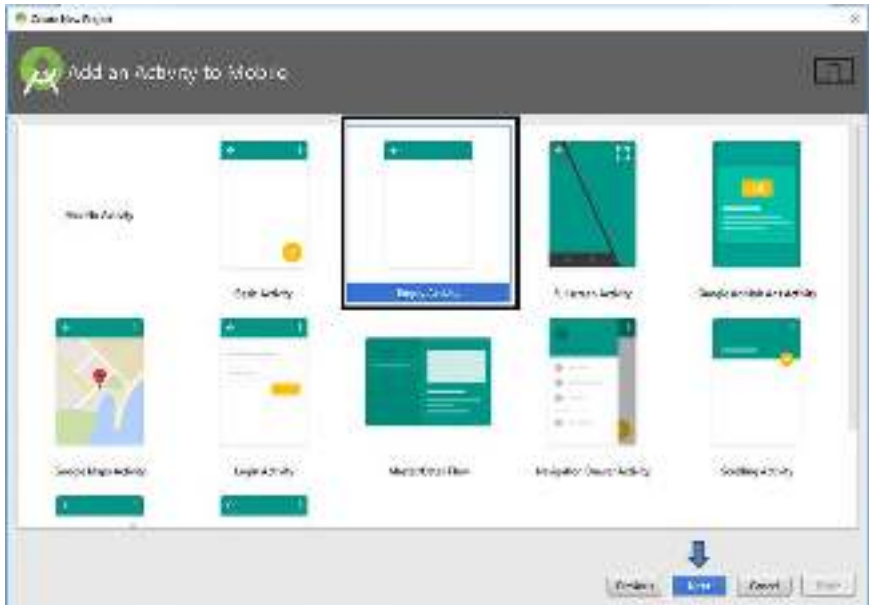 Create New Project
Add an Activity to Mobile
Add No Activity
Basic Activity
Empty Activity
Fullscreen Activity
Google AdMob Ads Activity
Google Maps Activity
Login Activity
Master/Detail Flow
Navigation Drawer Activity
Scrolling Activity
Previous
Next
Cancel
Finish